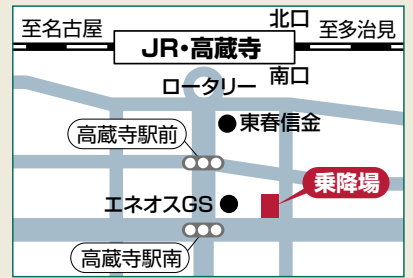 北口
至名古屋
JR・高蔵寺
至多治見
南口
ロータリー
東春信金
高蔵寺駅前
乗降場
エネオスGS
高蔵寺駅南